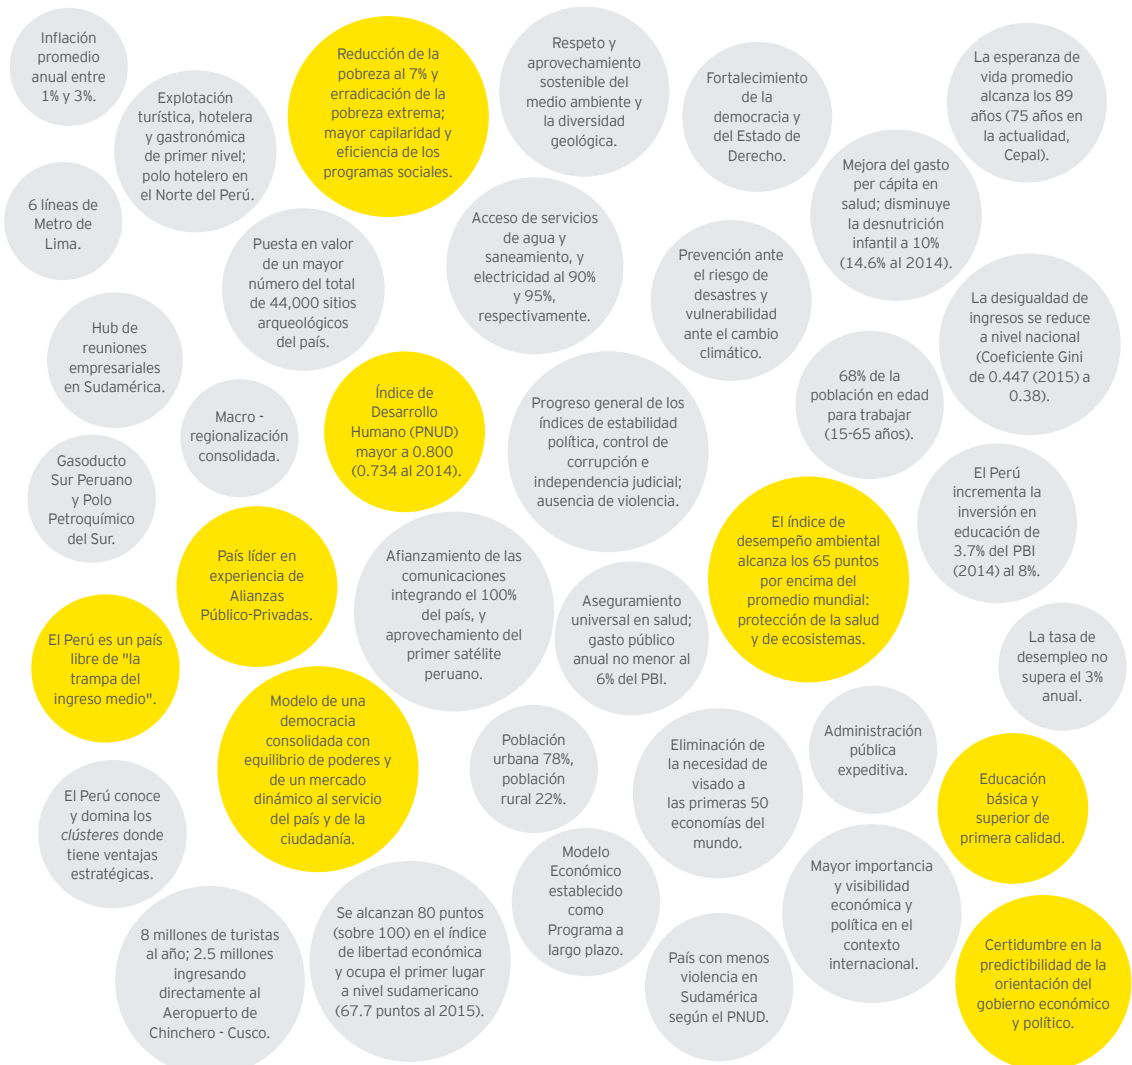 Inflación
promedio
anual entre
1% y 3%.
Explotación
turística, hotelera
y gastronómica
de primer nivel;
polo hotelero en
el Norte del Perú.
Reducción de la
pobreza al 7% y
erradicación de la
pobreza extrema;
mayor capilaridad y
eficiencia de los
programas sociales.
Respeto y
aprovechamiento
sostenible del
medio ambiente y
la diversidad
geológica.
Fortalecimiento
de la
democracia y
del Estado de
Derecho.
La esperanza de
vida promedio
alcanza los 89
años (75 años en
la actualidad,
Cepal).
6 líneas de
Metro de
Lima.
Puesta en valor
de un mayor
número del total
de 44,000 sitios
arqueológicos
del país.
Acceso de servicios
de agua y
saneamiento, y
electricidad al 90%
y 95%,
respectivamente.
Prevención ante
el riesgo de
desastres y
vulnerabilidad
ante el cambio
climático.
Mejora del gasto
per cápita en
salud; disminuye
la desnutrición
infantil a 10%
(14.6% al 2014).
La desigualdad de
ingresos se reduce
a nivel nacional
(Coeficiente Gini
de 0.447 (2015) a
0.38).
Hub de
reuniones
empresariales
en Sudamérica.
Macro -
regionalización
consolidada.
Índice de
Desarrollo
Humano (PNUD)
mayor a 0.800
(0.734 al 2014).
Progreso general de los
índices de estabilidad
política, control de
corrupción e
independencia judicial;
ausencia de violencia.
68% de la
población en edad
para trabajar
(15-65 años).
Gasoducto
Sur Peruano
y Polo
Petroquímico
del Sur.
País líder en
experiencia de
Alianzas
Público-Privadas.
Afianzamiento de las
comunicaciones
integrando el 100%
del país, y
aprovechamiento del
primer satélite
peruano.
Aseguramiento
universal en salud;
gasto público
anual no menor al
6% del PBI.
El índice de
desempeño ambiental
alcanza los 65 puntos
por encima del
promedio mundial:
protección de la salud
y de ecosistemas.
El Perú
incrementa la
inversión en
educación de
3.7% del PBI
(2014) al 8%.
El Perú es un país
libre de "la
trampa del
ingreso medio".
Modelo de una
democracia
consolidada con
equilibrio de poderes y
de un mercado
dinámico al servicio
del país y de la
ciudadanía.
Población
urbana 78%,
población
rural 22%.
Eliminación de
la necesidad de
visado a
las primeras 50
economías del
mundo.
Administración
pública
expeditiva.
La tasa de
desempleo no
supera el 3%
anual.
El Perú conoce
y domina los
clústeres donde
tiene ventajas
estratégicas.
Educación
básica y
superior de
primera calidad.
8 millones de turistas
al año; 2.5 millones
ingresando
directamente al
Aeropuerto de
Chinchero - Cusco.
Se alcanzan 80 puntos
(sobre 100) en el índice
de libertad económica
y ocupa el primer lugar
a nivel sudamericano
(67.7 puntos al 2015).
Modelo
Económico
establecido
como
Programa a
largo plazo.
País con menos
violencia en
Sudamérica
según el PNUD.
Mayor importancia
y visibilidad
económica y
política en el
contexto
internacional.
Certidumbre en la
predictibilidad de la
orientación del
gobierno económico
y político.